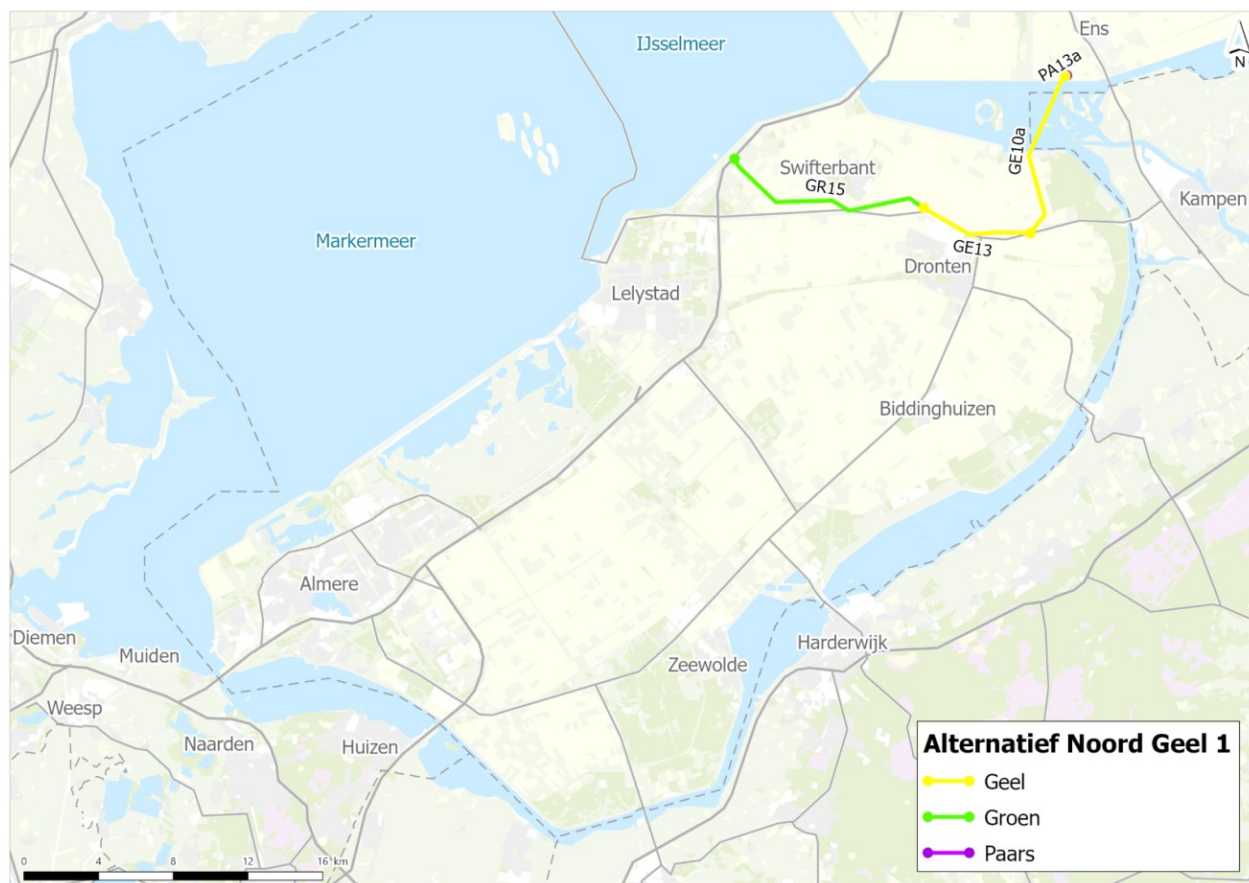 IJsselmeer
Ens
N
PA13a
GE10a
Swifterbant
GR15
Kampen
Markermeer
GE13
Dronten
Lelystad
Biddinghuizen
Almere
Diemen
Muiden
Harderwijk
Zeewolde
Weesp
Naarden
Huizen
Alternatief Noord Geel 1
Geel
Groen
Paars
0 4 8 12 16 km